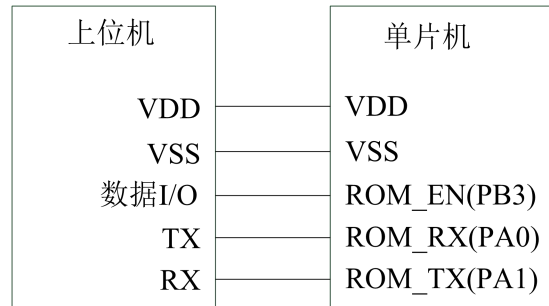 上位机 单片机
VDD VDD
VSS VSS
数据I/O ROM_EN(PB3)
TX ROM_RX(PA0)
RX ROM_TX(PA1)